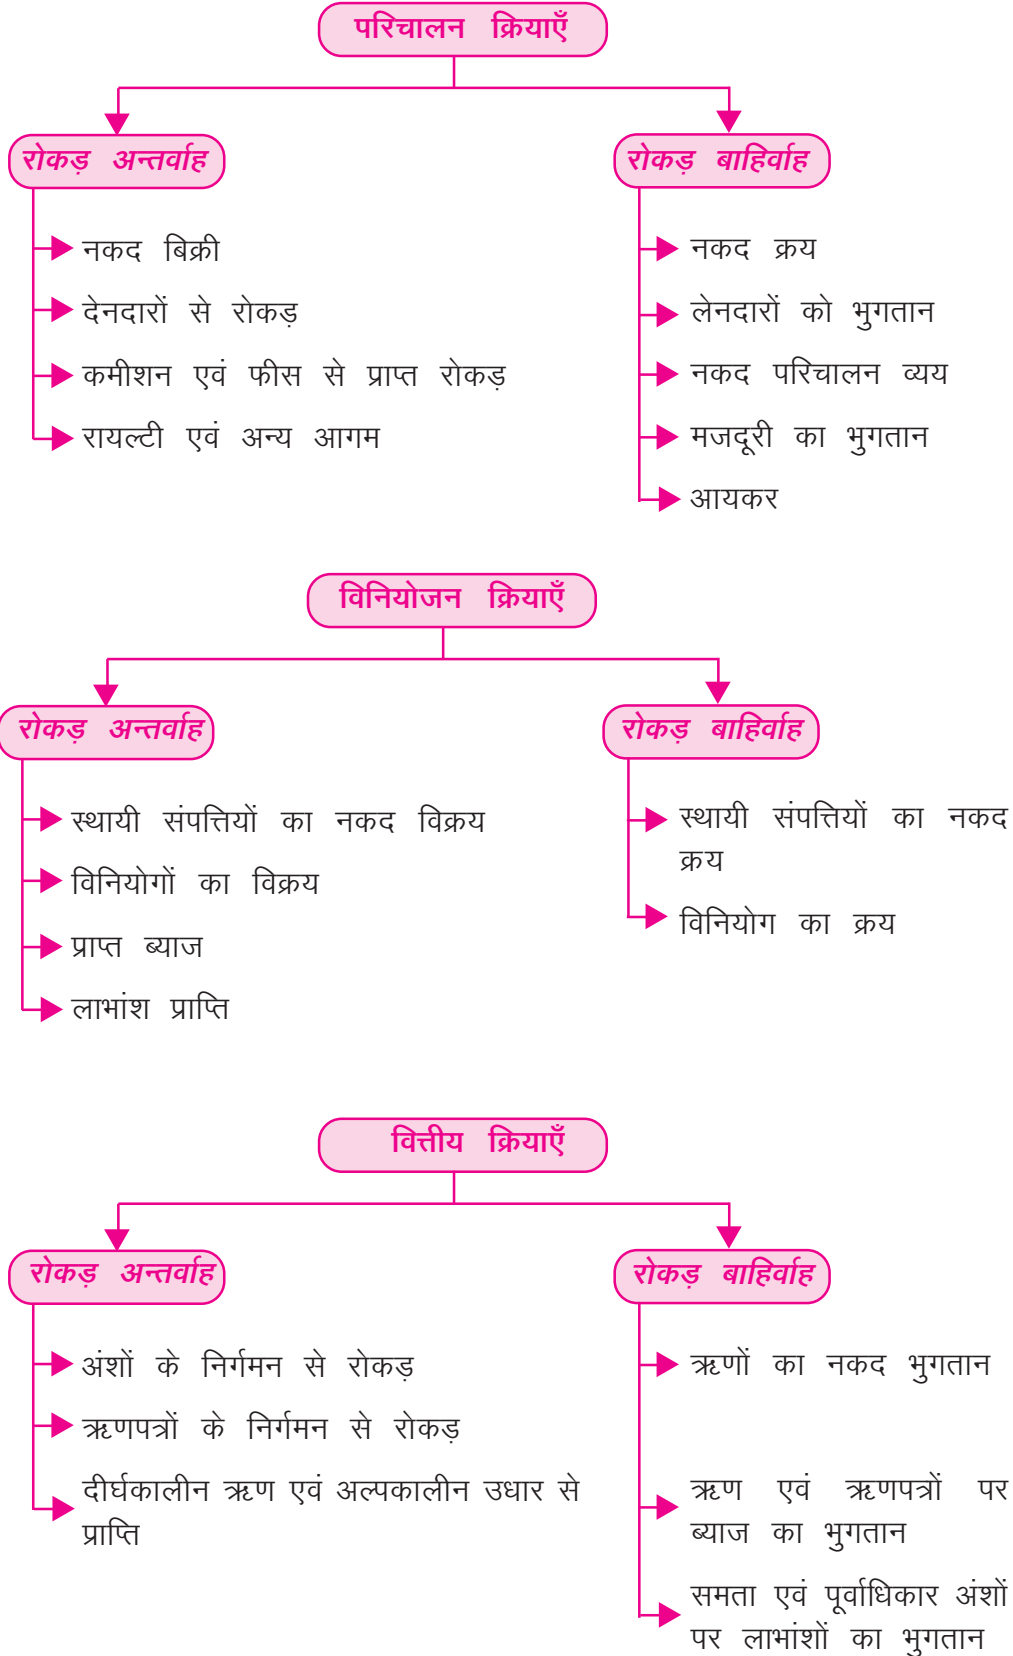 परिचालन क्रियाएँ
रोकड़ अन्तर्वाह
नकद बिक्री
देनदारों से रोकड़
कमीशन एवं फीस से प्राप्त रोकड़
रायल्टी एवं अन्य आगम
रोकड़ बाहिर्वाह
नकद क्रय
लेनदारों को भुगतान
नकद परिचालन व्यय
मजदूरी का भुगतान
आयकर
विनियोजन क्रियाएँ
रोकड़ अन्तर्वाह
स्थायी संपत्तियों का नकद विक्रय
विनियोगों का विक्रय
प्राप्त ब्याज
लाभांश प्राप्ति
रोकड़ बाहिर्वाह
स्थायी संपत्तियों का नकद
क्रय
विनियोग का क्रय
वित्तीय क्रियाएँ
रोकड़ अन्तर्वाह
अंशों के निर्गमन से रोकड़
ऋणपत्रों के निर्गमन से रोकड़
दीर्घकालीन ऋण एवं अल्पकालीन उधार से
प्राप्ति
रोकड़ बाहिर्वाह
ऋणों का नकद भुगतान
ऋण एवं ऋणपत्रों पर
ब्याज का भुगतान
समता एवं पूर्वाधिकार अंशों
पर लाभांशों का भुगतान